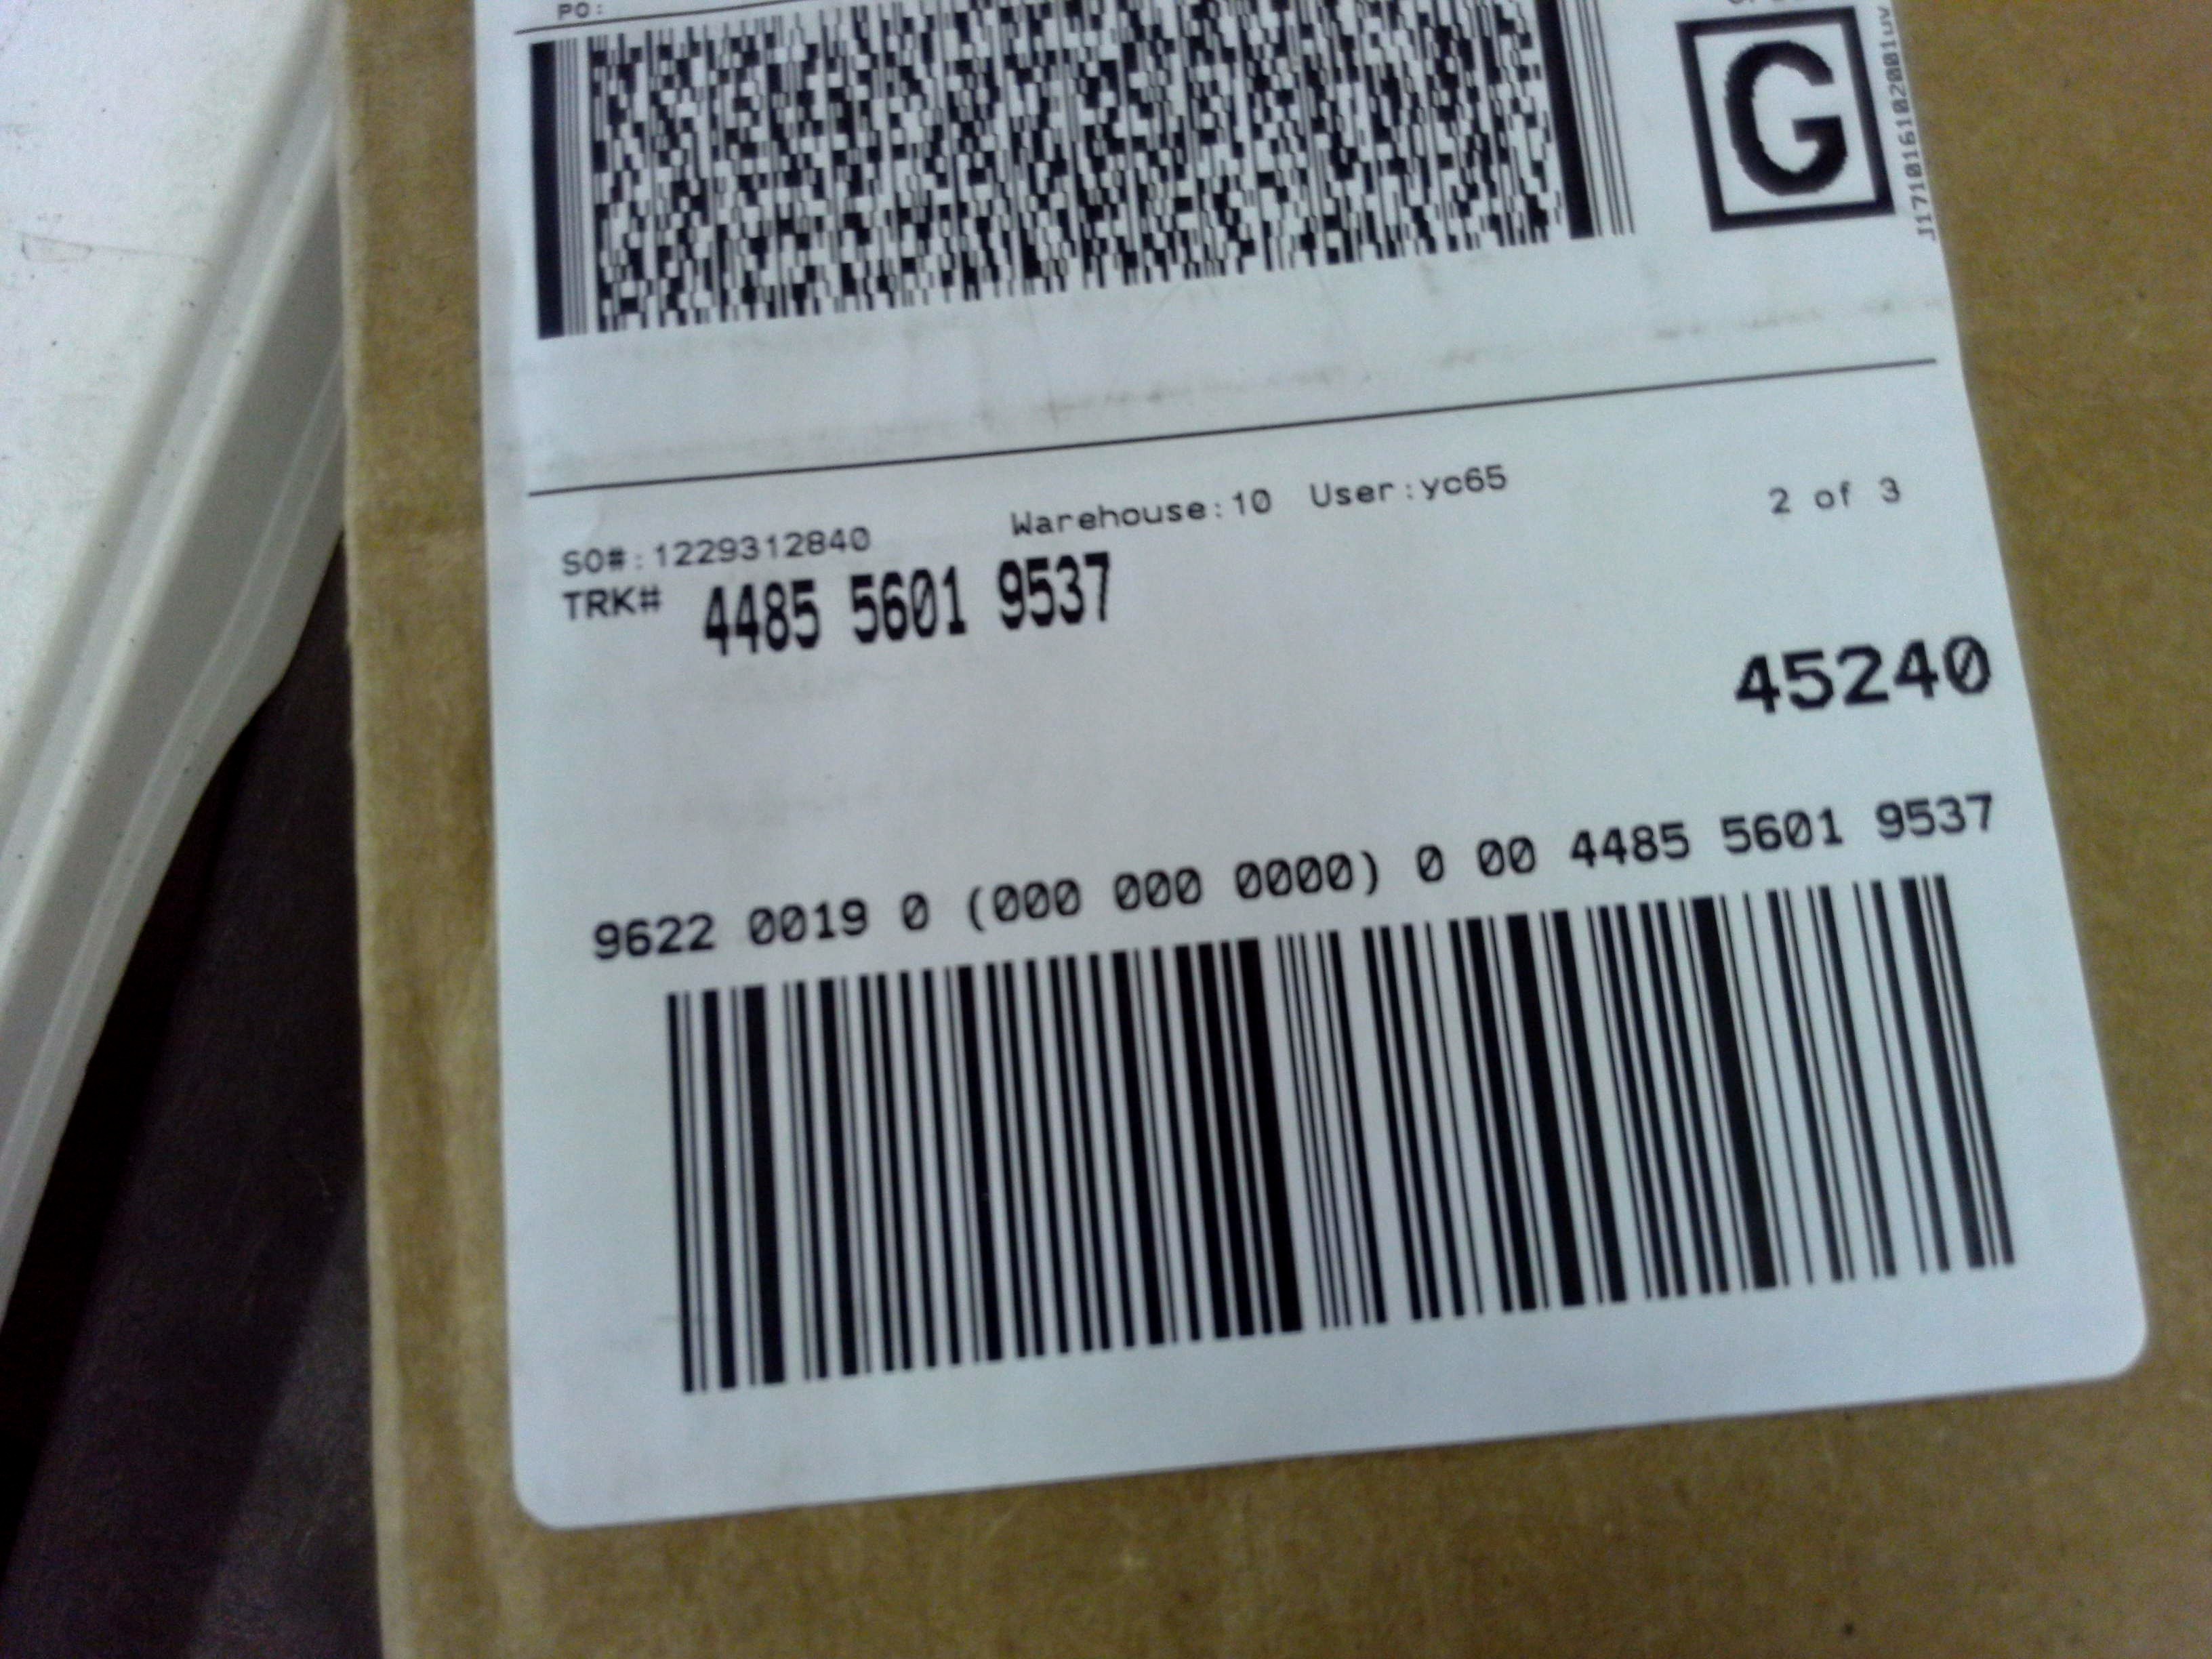 PO:
G
J171016102001uv
SO#:1229312840 Warehouse:10 User:yc65
2 of 3
TRK# 4485 5601 9537
45240
9622 0019 0 (000 000 0000) 0 00 4485 5601 9537